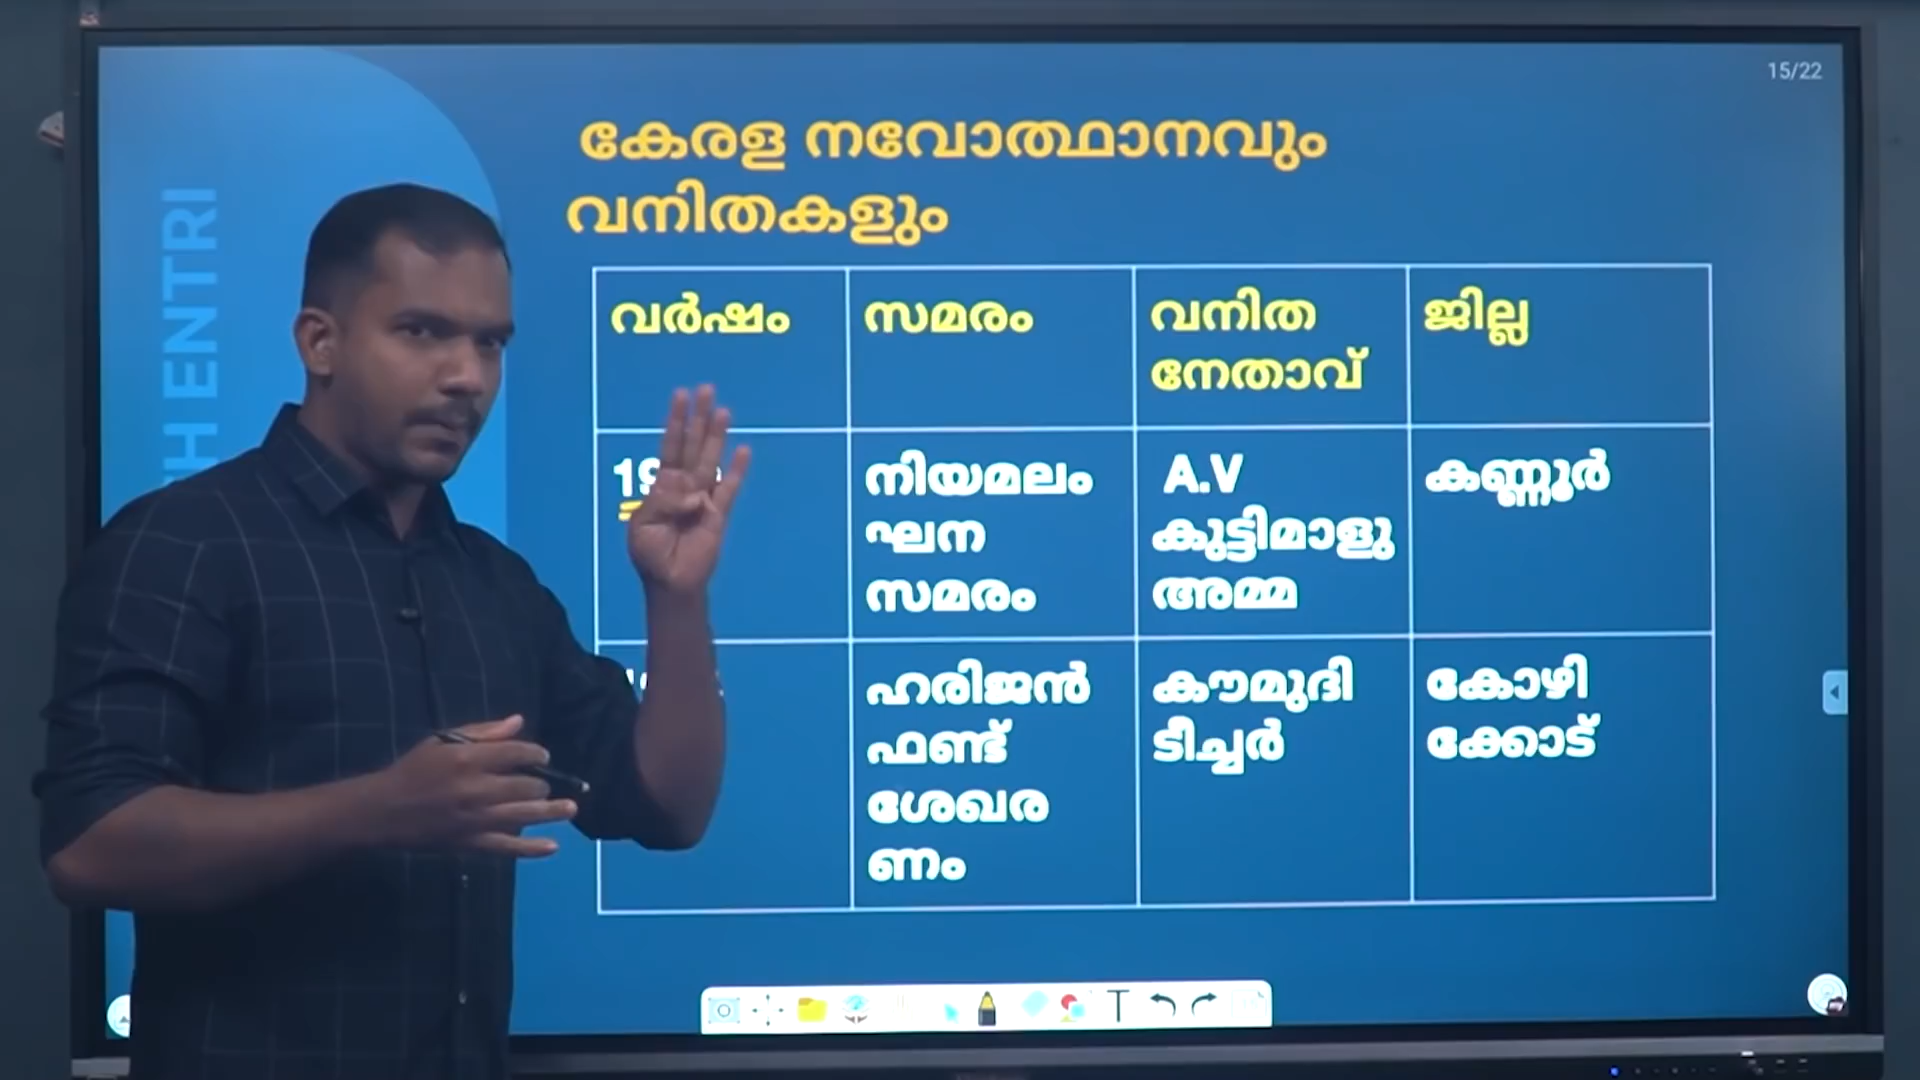 15/22
കേരള നവോത്ഥാനവും
വനിതകളും
ENTRI
വർഷം
സമരം
വനിത
നേതാവ്
ജില്ല
നിയമലം
ഘന
സമരം
A.V
കുട്ടിമാളു
അമ്മ
കണ്ണൂർ
ഹരിജൻ
ഫണ്ട്
ശേഖര
ണം
കൗമുദി
ടീച്ചർ
കോഴി
ക്കോട്
T